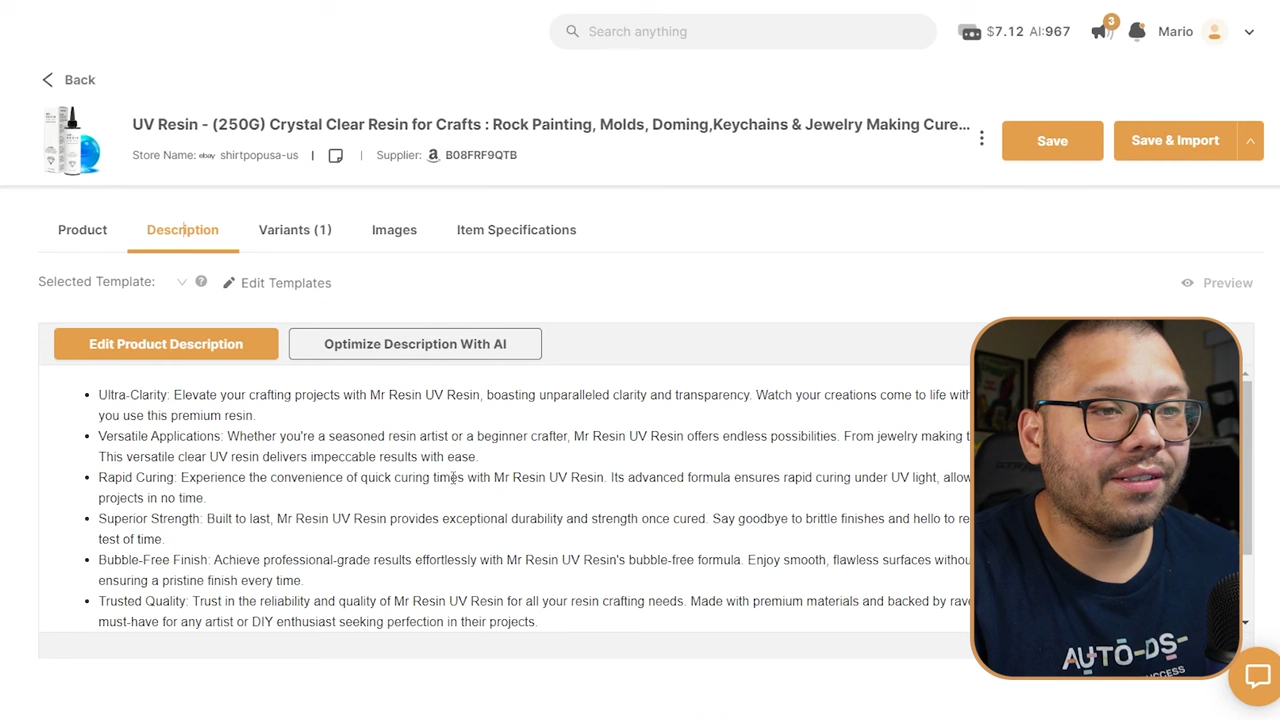 Search anything
$7.12 AI:967
3
Mario
Back
UV Resin - (250G) Crystal Clear Resin for Crafts : Rock Painting, Molds, Doming,Keychains & Jewelry Making Cure...
Save
Save & Import
Store Name: ebay shirtpopusa-us | | Supplier: B08FRF9QTB
Product
Description
Variants (1)
Images
Item Specifications
Selected Template:
Edit Templates
Preview
Edit Product Description
Optimize Description With AI
• Ultra-Clarity: Elevate your crafting projects with Mr Resin UV Resin, boasting unparalleled clarity and transparency. Watch your creations come to life with
you use this premium resin.
• Versatile Applications: Whether you're a seasoned resin artist or a beginner crafter, Mr Resin UV Resin offers endless possibilities. From jewelry making
This versatile clear UV resin delivers impeccable results with ease.
• Rapid Curing: Experience the convenience of quick curing times with Mr Resin UV Resin. Its advanced formula ensures rapid curing under UV light,
projects in no time.
• Superior Strength: Built to last, Mr Resin UV Resin provides exceptional durability and strength once cured. Say goodbye to brittle finishes and hello to
test of time.
• Bubble-Free Finish: Achieve professional-grade results effortlessly with Mr Resin UV Resin's bubble-free formula. Enjoy smooth, flawless surfaces
ensuring a pristine finish every time.
• Trusted Quality: Trust in the reliability and quality of Mr Resin UV Resin for all your resin crafting needs. Made with premium materials and backed by
must-have for any artist or DIY enthusiast seeking perfection in their projects.
AUTO-DS-